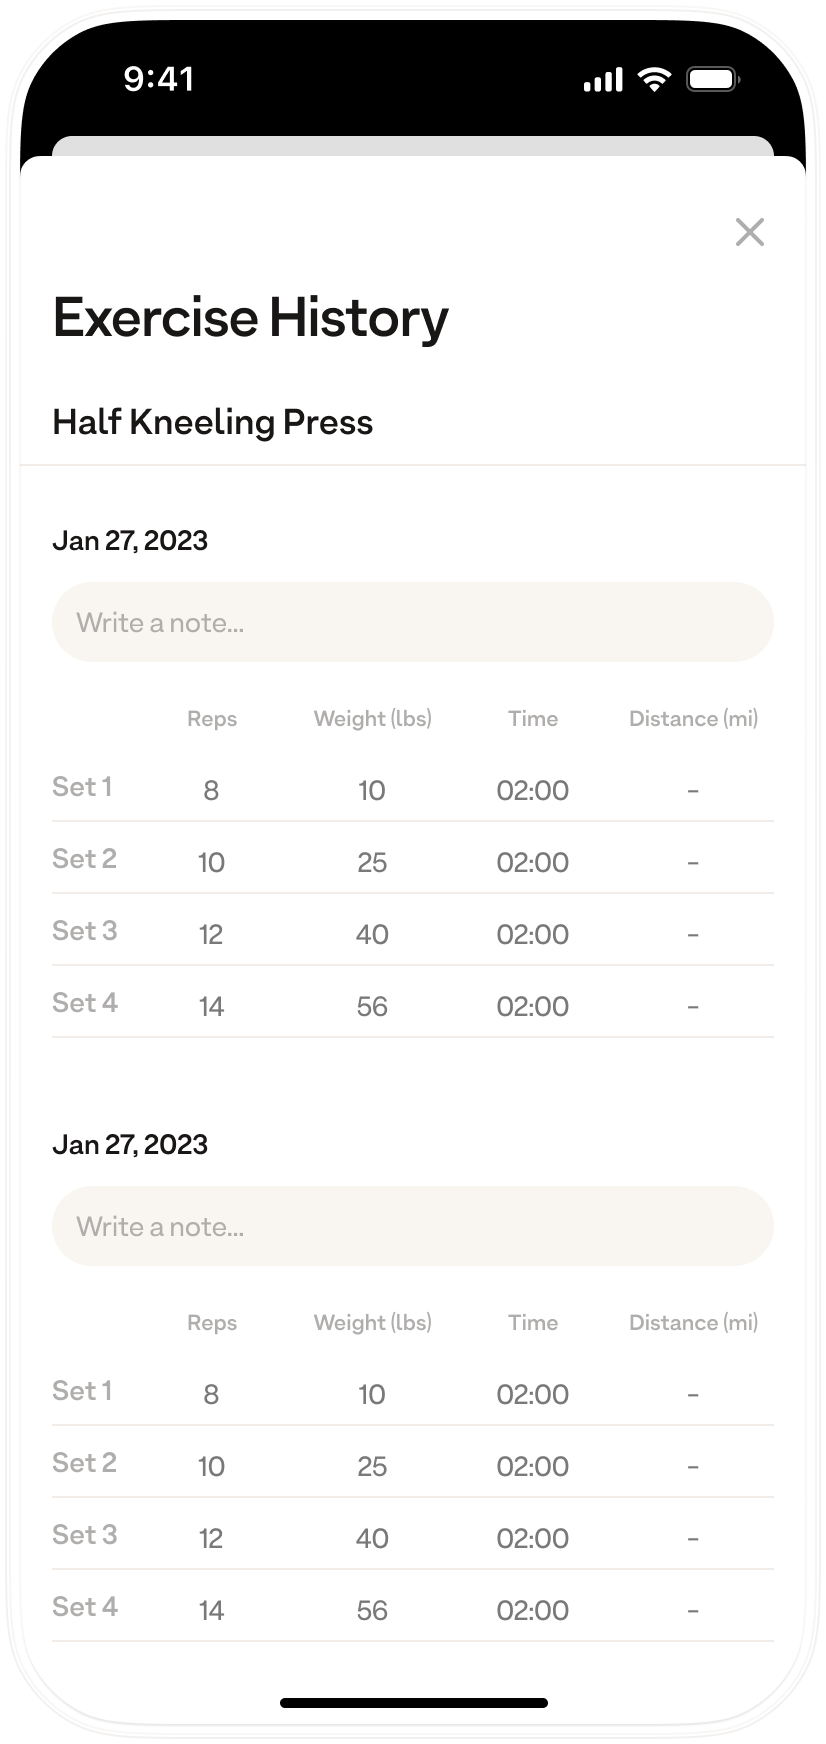 9:41
Exercise History
Half Kneeling Press
Jan 27, 2023
Write a note...
Reps Weight (lbs) Time Distance (mi)
Set 1 8 10 02:00 –
Set 2 10 25 02:00 –
Set 3 12 40 02:00 –
Set 4 14 56 02:00 –
Jan 27, 2023
Write a note...
Reps Weight (lbs) Time Distance (mi)
Set 1 8 10 02:00 –
Set 2 10 25 02:00 –
Set 3 12 40 02:00 –
Set 4 14 56 02:00 –